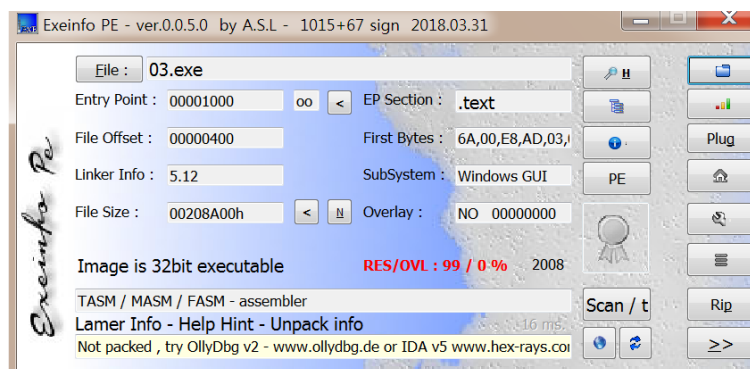 Exeinfo PE - ver.0.0.5.0 by A.S.L - 1015+67 sign 2018.03.31
File : 03.exe H
Entry Point : 00001000 oo < EP Section : .text
File Offset : 00000400 First Bytes : 6A,00,E8,AD,03, Plug
Linker Info : 5.12 SubSystem : Windows GUI PE
File Size : 00208A00h < N Overlay : NO 00000000
Image is 32bit executable RES/OVL : 99 / 0 % 2008
TASM / MASM / FASM - assembler Scan / t Rip
Lamer Info - Help Hint - Unpack info 16 ms.
Not packed , try OllyDbg v2 - www.ollydbg.de or IDA v5 www.hex-rays.co >>
Exeinfo Pe